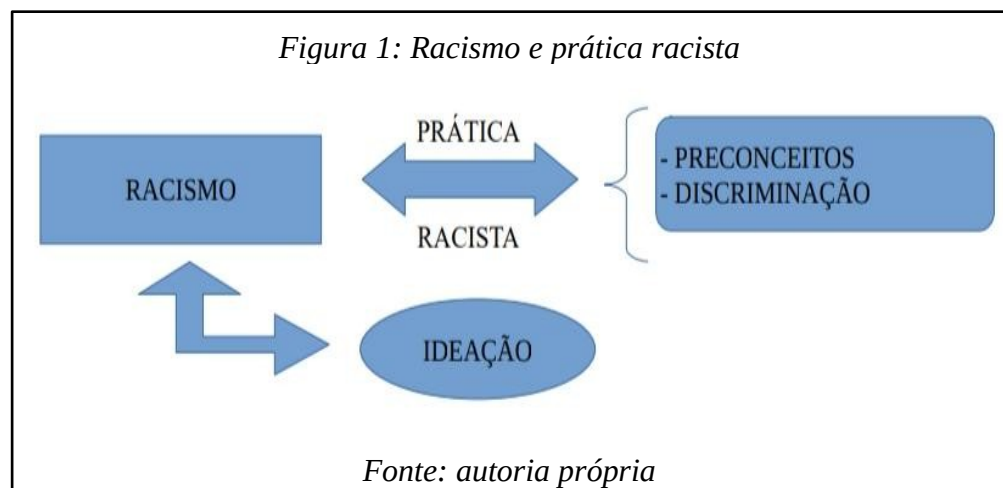 Figura 1: Racismo e prática racista
PRÁTICA
RACISMO
RACISTA
- PRECONCEITOS
- DISCRIMINAÇÃO
IDEAÇÃO
Fonte: autoria própria